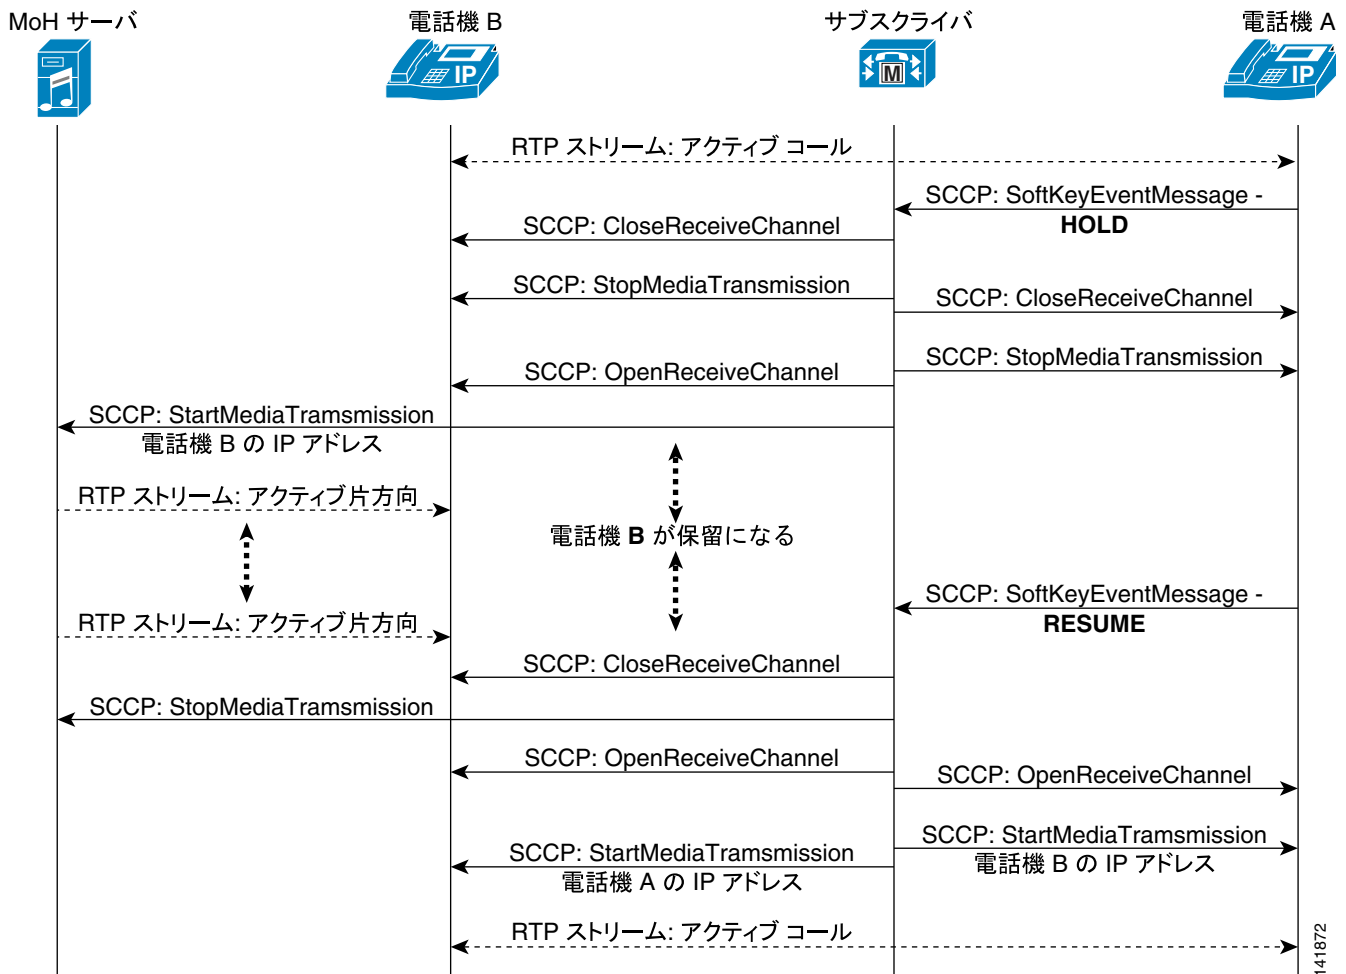 MoH サーバ
電話機 B
サブスクライバ
電話機 A
IP
M
IP
RTP ストリーム: アクティブ コール
SCCP: SoftKeyEventMessage -
HOLD
SCCP: CloseReceiveChannel
SCCP: StopMediaTransmission
SCCP: CloseReceiveChannel
SCCP: StopMediaTransmission
SCCP: OpenReceiveChannel
SCCP: StartMediaTramsmission
電話機 B の IP アドレス
RTP ストリーム: アクティブ片方向
電話機 B が保留になる
SCCP: SoftKeyEventMessage -
RESUME
RTP ストリーム: アクティブ片方向
SCCP: CloseReceiveChannel
SCCP: StopMediaTramsmission
SCCP: OpenReceiveChannel
SCCP: OpenReceiveChannel
SCCP: StartMediaTramsmission
電話機 B の IP アドレス
SCCP: StartMediaTramsmission
電話機 A の IP アドレス
RTP ストリーム: アクティブ コール
141872